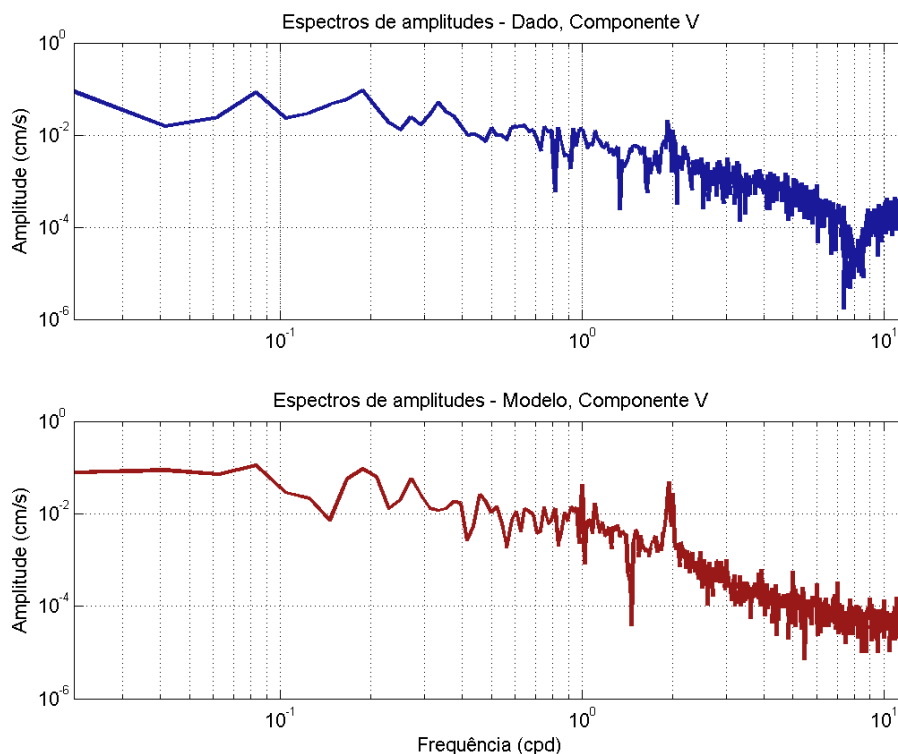 Espectros de amplitudes - Dado, Componente V
Amplitude (cm/s)
10^0
10^-2
10^-4
10^-6
10^-1
10^0
10^1
Espectros de amplitudes - Modelo, Componente V
Amplitude (cm/s)
10^0
10^-2
10^-4
10^-6
10^-1
10^0
10^1
Frequência (cpd)